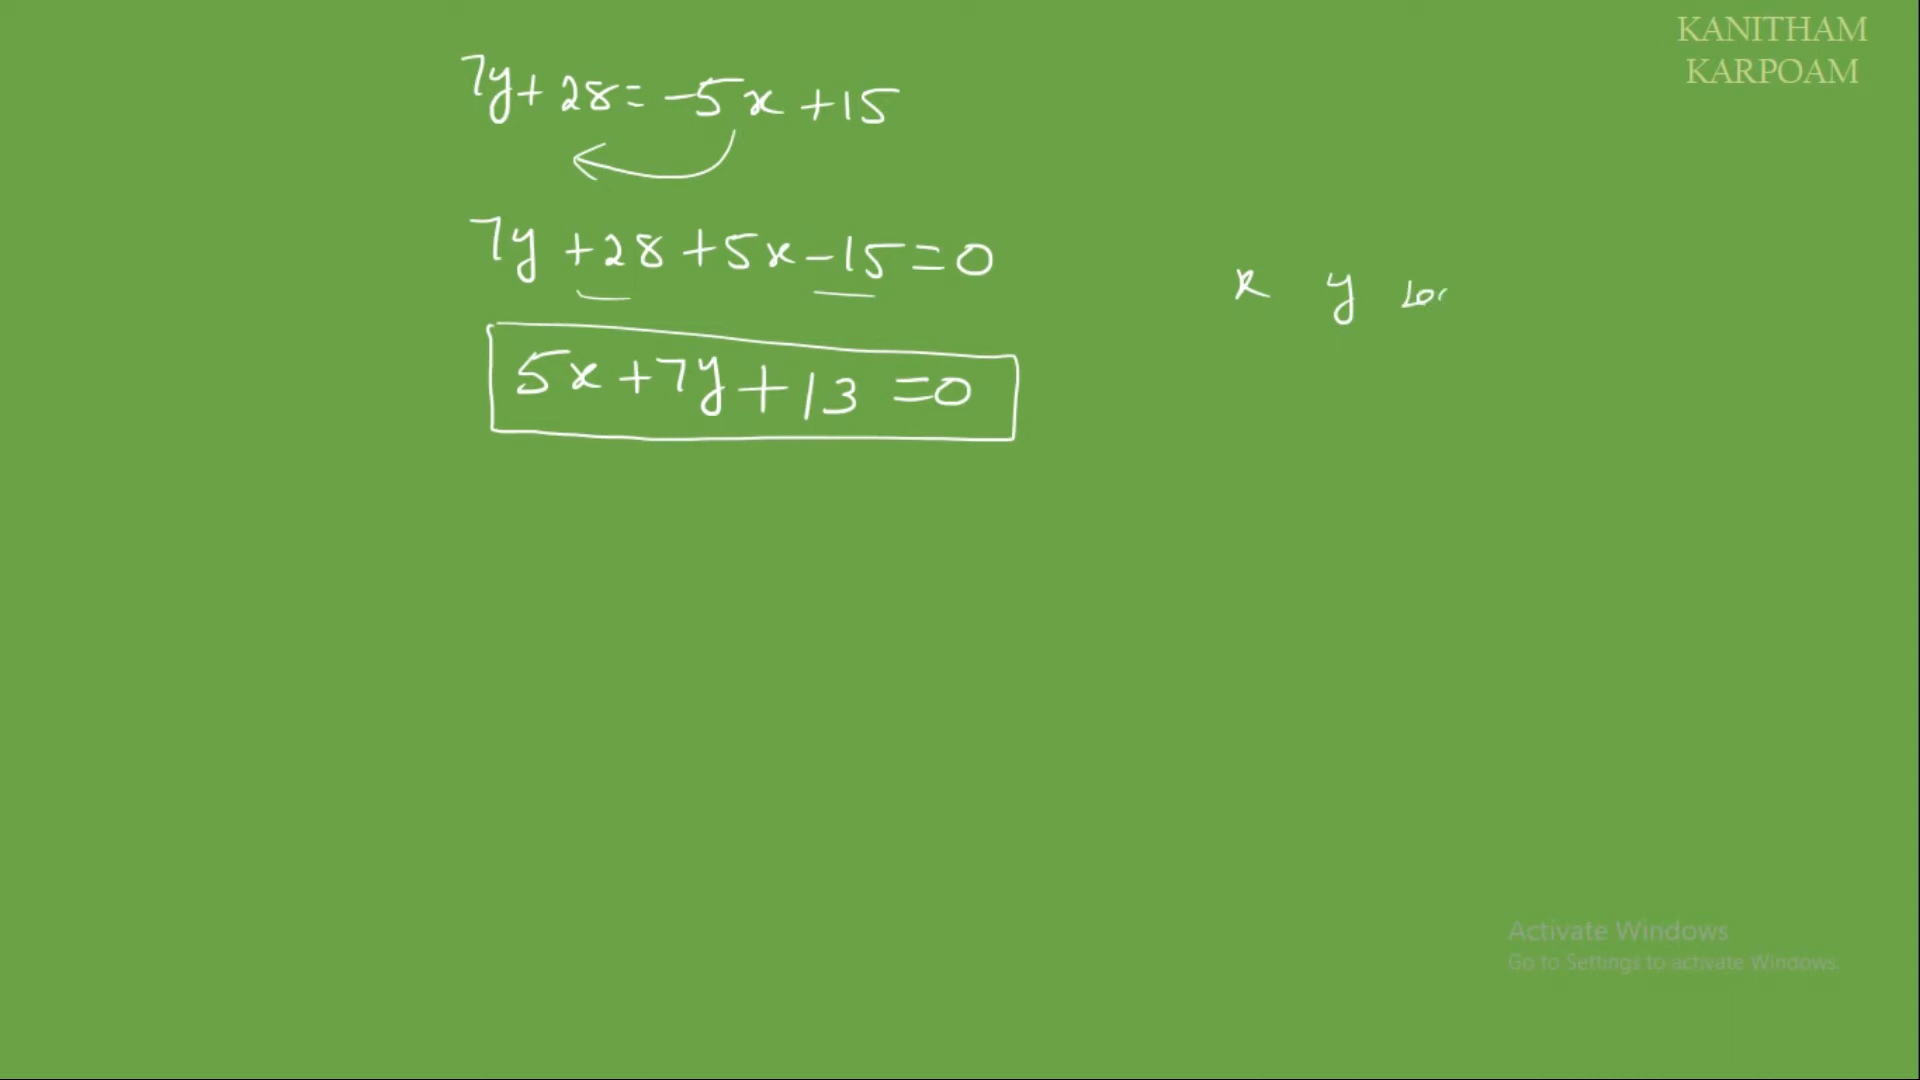 KANITHAM
KARPOAM
7y+28=-5x+15
7y+28+5x-15=0
x y
5x+7y+13=0
Activate Windows
Go to Settings to activate Windows.